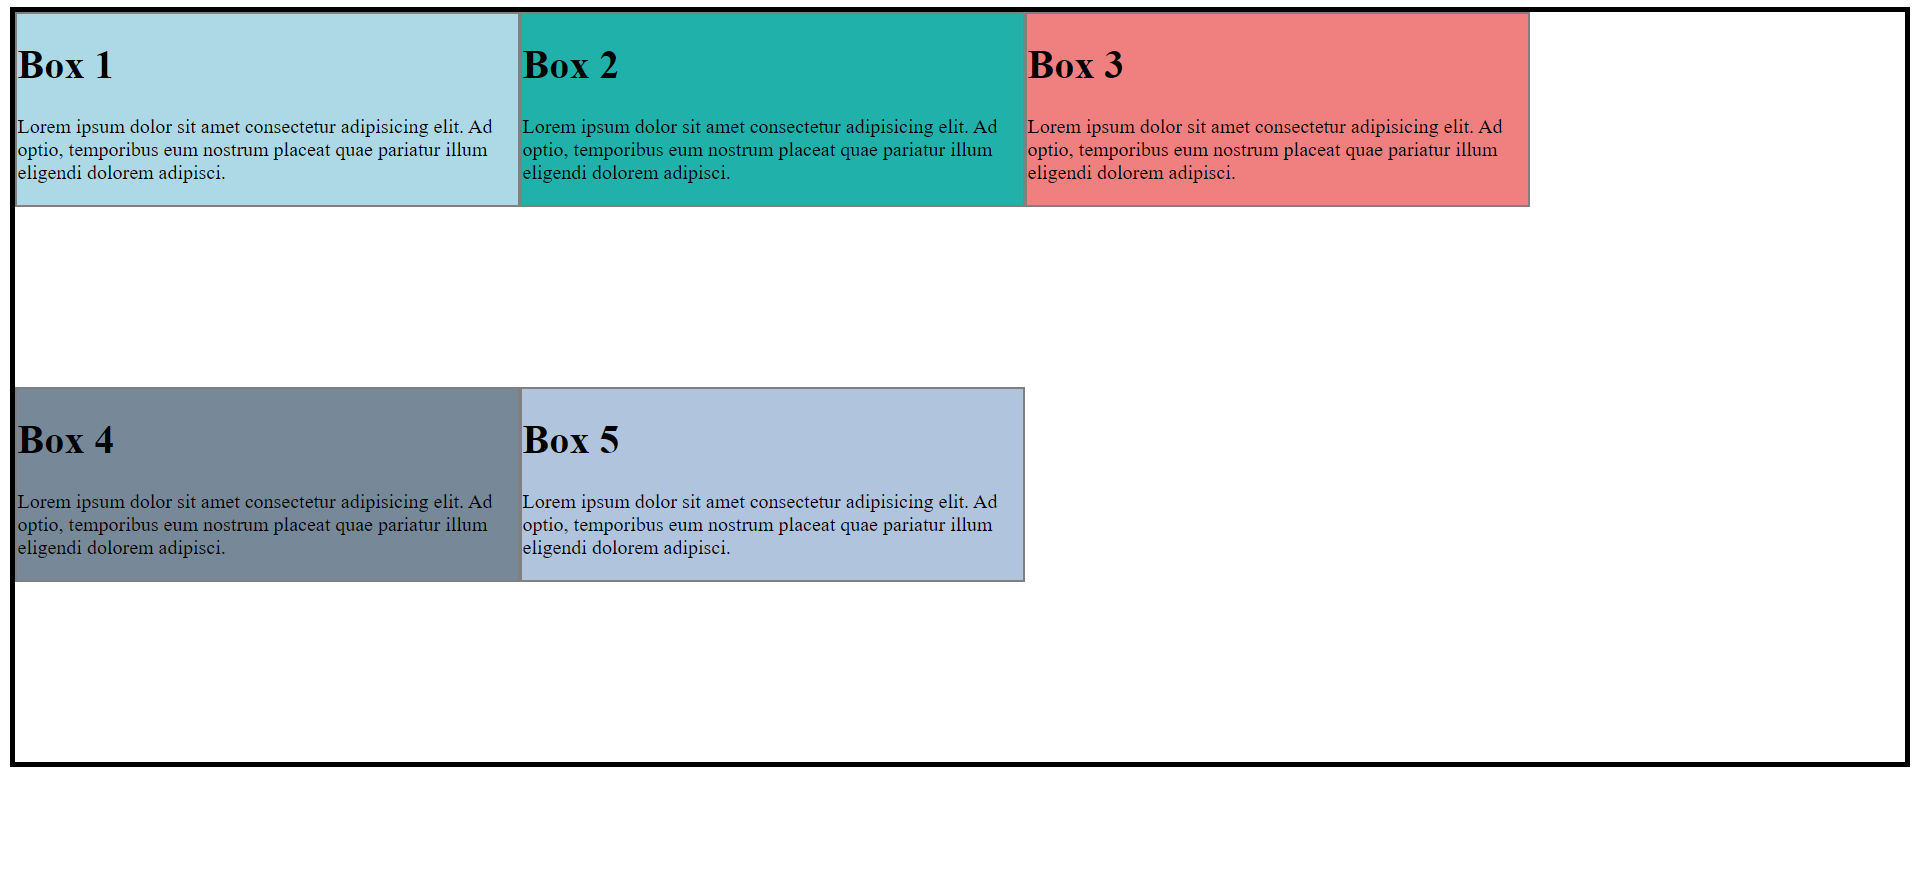 Box 1
Lorem ipsum dolor sit amet consectetur adipisicing elit. Ad
optio, temporibus eum nostrum placeat quae pariatur illum
eligendi dolorem adipisci.
Box 2
Lorem ipsum dolor sit amet consectetur adipisicing elit. Ad
optio, temporibus eum nostrum placeat quae pariatur illum
eligendi dolorem adipisci.
Box 3
Lorem ipsum dolor sit amet consectetur adipisicing elit. Ad
optio, temporibus eum nostrum placeat quae pariatur illum
eligendi dolorem adipisci.
Box 4
Lorem ipsum dolor sit amet consectetur adipisicing elit. Ad
optio, temporibus eum nostrum placeat quae pariatur illum
eligendi dolorem adipisci.
Box 5
Lorem ipsum dolor sit amet consectetur adipisicing elit. Ad
optio, temporibus eum nostrum placeat quae pariatur illum
eligendi dolorem adipisci.